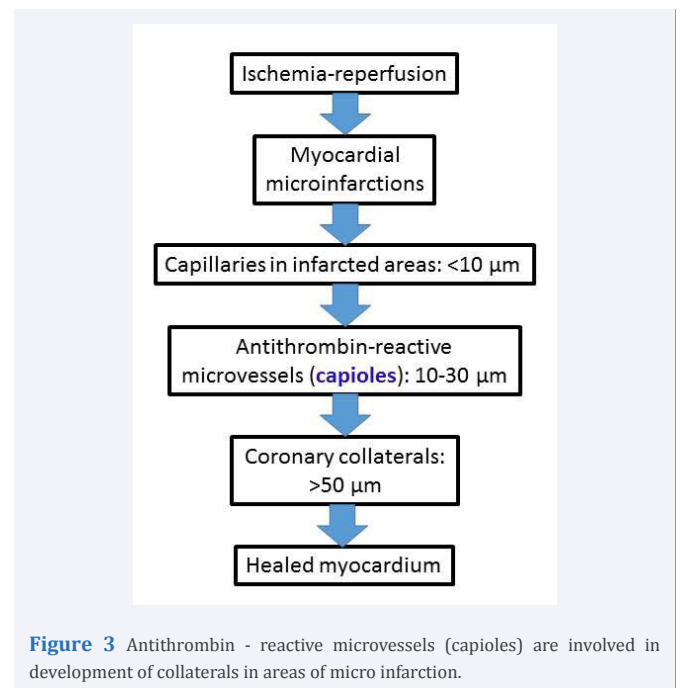 Ischemia-reperfusion
Myocardial
microinfarctions
Capillaries in infarcted areas: <10 µm
Antithrombin-reactive
microvessels (capioles): 10-30 µm
Coronary collaterals:
>50 µm
Healed myocardium
Figure 3 Antithrombin - reactive microvessels (capioles) are involved in
development of collaterals in areas of micro infarction.